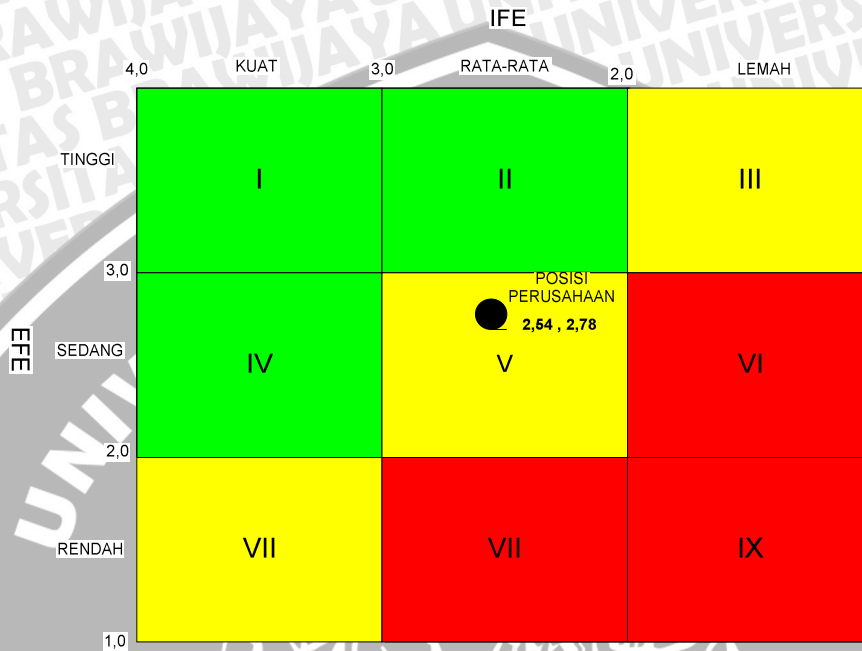 IFE
4,0 KUAT 3,0 RATA-RATA 2,0 LEMAH
TINGGI
I II III
3,0
POSISI
PERUSAHAAN
2,54 , 2,78
EFE
SEDANG
IV V VI
2,0
RENDAH
VII VII IX
1,0